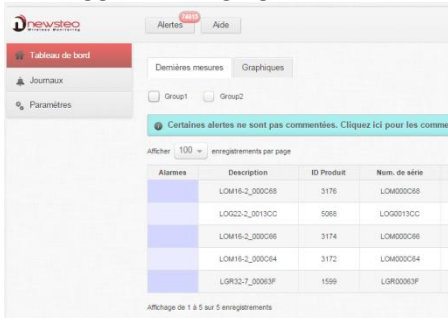 newsteo
Wireless Monitoring
Alertes
Aide
Tableau de bord
Journaux
Paramètres
Dernières mesures
Graphiques
Group1
Group2
Certaines alertes ne sont pas commentées. Cliquez ici pour les comme
Afficher 100 enregistrements par page
Alarmes Description ID Produit Num. de série
LOM16-2_000C68 3176 LOM000C68
LOG22-2_0013CC 5068 LOG0013CC
LOM16-2_000C66 3174 LOM000C66
LOM16-2_000C64 3172 LOM000C64
LGR32-7_00063F 1599 LGR00063F
Affichage de 1 à 5 sur 5 enregistrements